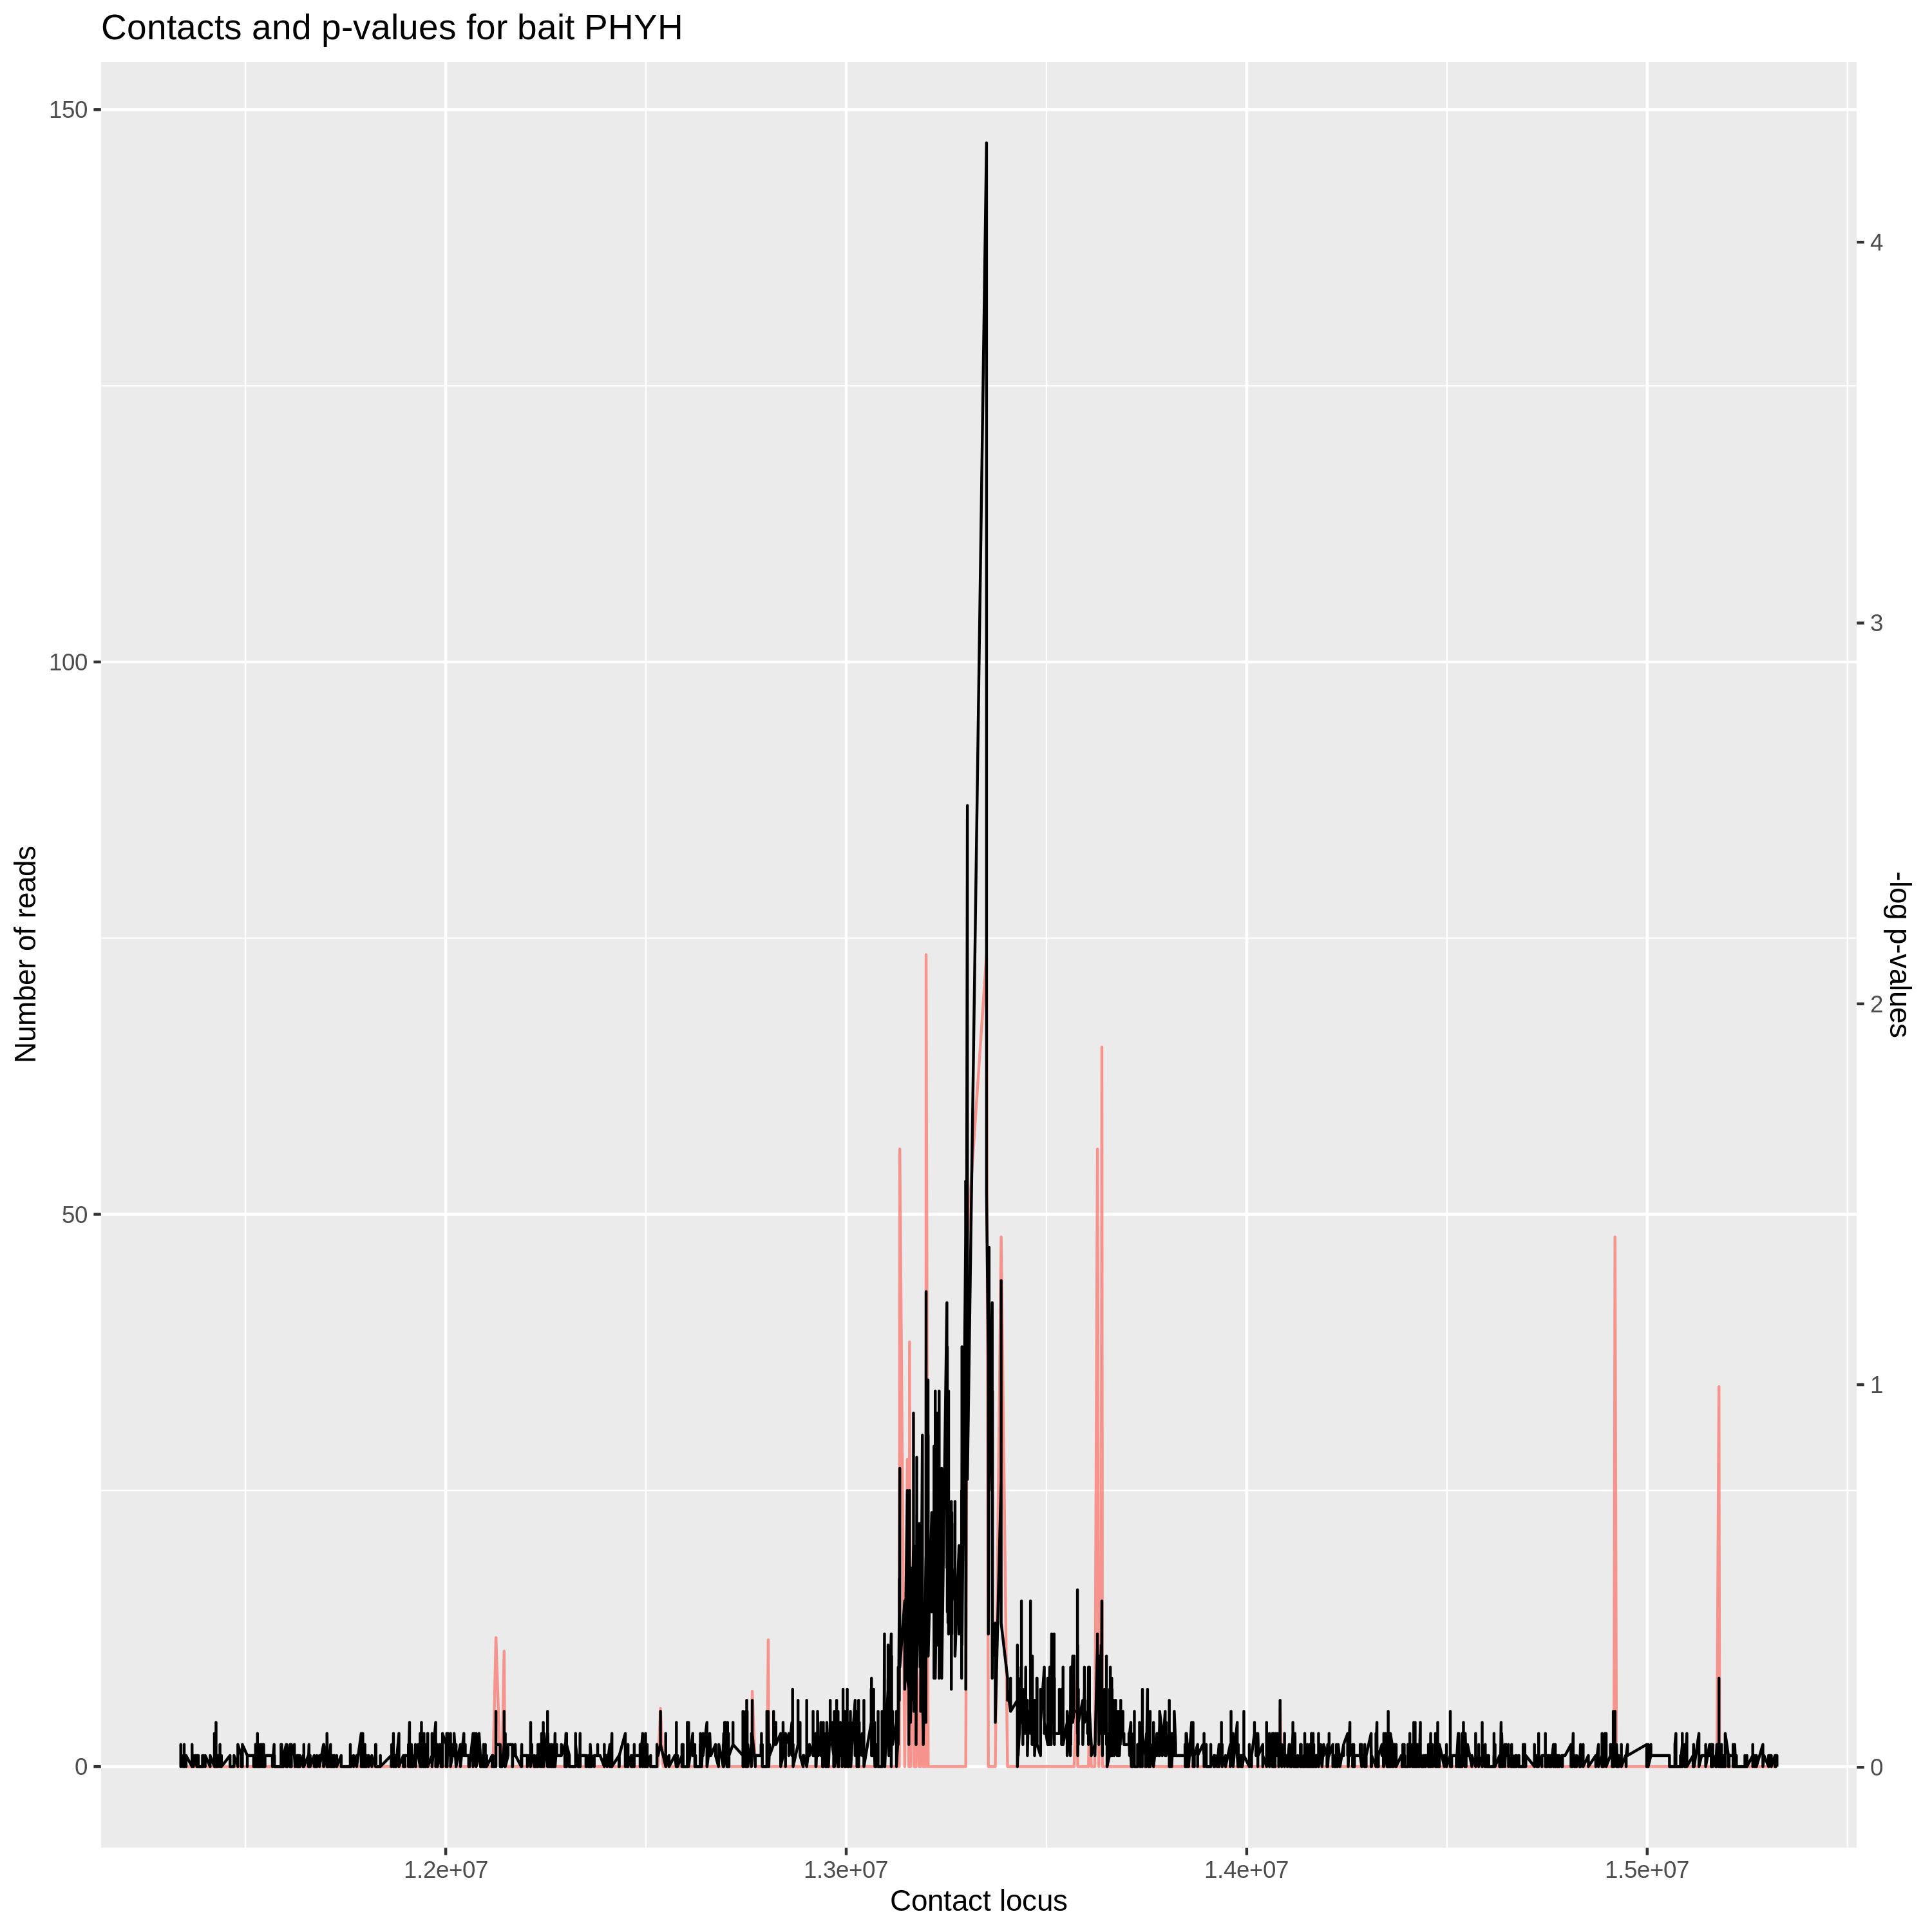 Contacts and p-values for bait PHYH
150
100
50
0
Number of reads
4
3
2
1
0
-log p-values
1.2e+07
1.3e+07
1.4e+07
1.5e+07
Contact locus